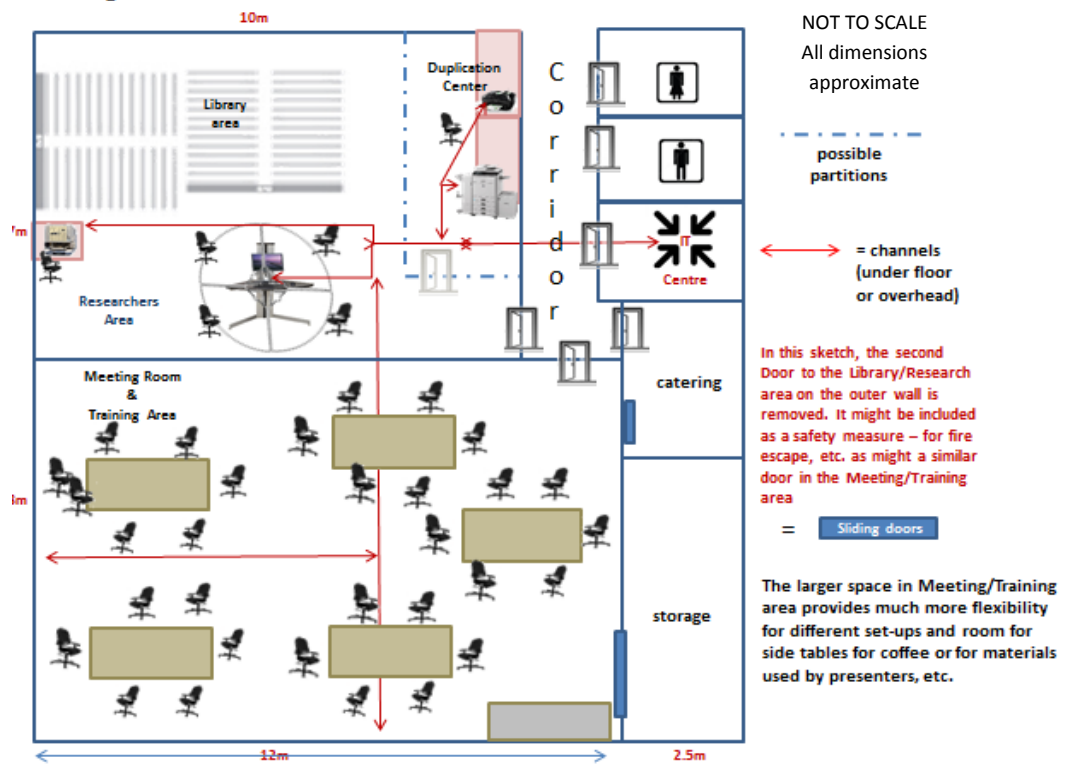 10m
NOT TO SCALE
All dimensions
approximate
Duplication
Center
Corridor
Library
area
possible
partitions
IT
Centre
= channels
(under floor
or overhead)
Researchers
Area
In this sketch, the second
Door to the Library/Research
area on the outer wall is
removed. It might be included
as a safety measure – for fire
escape, etc. as might a similar
door in the Meeting/Training
area
Meeting Room
&
Training Area
catering
= Sliding doors
The larger space in Meeting/Training
area provides much more flexibility
for different set-ups and room for
side tables for coffee or for materials
used by presenters, etc.
storage
12m
2.5m